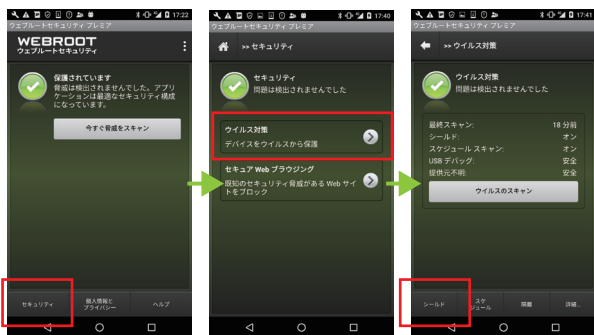 17:22
ウェブルートセキュリティ プレミア
WEBROOT
ウェブルートセキュリティ
保護されています
脅威は検出されませんでした。アプリ
ケーションは最適なセキュリティ構成
になっています。
今すぐ脅威をスキャン
セキュリティ
個人情報と
プライバシー
ヘルプ
17:40
ウェブルートセキュリティ プレミア
>> セキュリティ
セキュリティ
問題は検出されませんでした
ウイルス対策
デバイスをウイルスから保護
セキュア Web ブラウジング
既知のセキュリティ脅威がある Web サイ
トをブロック
17:41
ウェブルートセキュリティ プレミア
>> ウイルス対策
ウイルス対策
問題は検出されませんでした
最終スキャン: 18 分前
シールド: オン
スケジュール スキャン: オン
USB デバッグ: 安全
提供元不明: 安全
ウイルスのスキャン
シールド
スケ
ジュール
隔離
詳細...